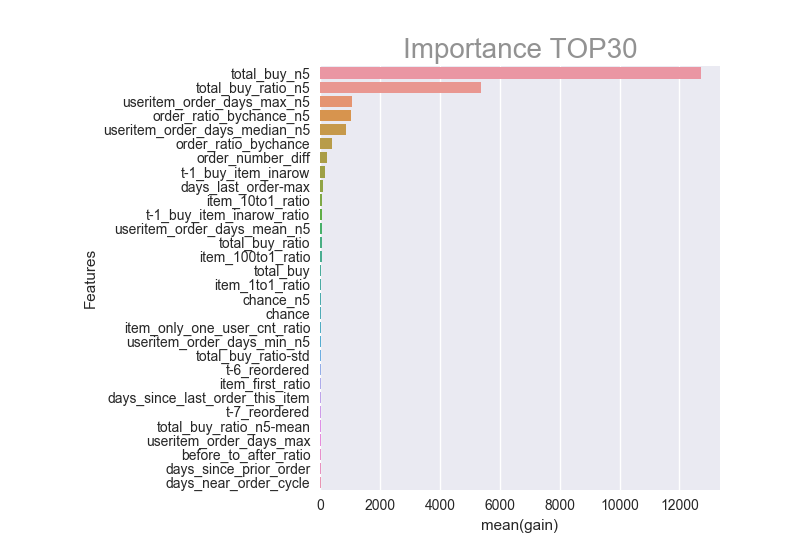 Importance TOP30
total_buy_n5
total_buy_ratio_n5
useritem_order_days_max_n5
order_ratio_bychance_n5
useritem_order_days_median_n5
order_ratio_bychance
order_number_diff
t-1_buy_item_inarow
days_last_order-max
item_10to1_ratio
t-1_buy_item_inarow_ratio
useritem_order_days_mean_n5
total_buy_ratio
item_100to1_ratio
total_buy
item_1to1_ratio
chance_n5
chance
item_only_one_user_cnt_ratio
useritem_order_days_min_n5
total_buy_ratio-std
t-6_reordered
item_first_ratio
days_since_last_order_this_item
t-7_reordered
total_buy_ratio_n5-mean
useritem_order_days_max
before_to_after_ratio
days_since_prior_order
days_near_order_cycle
Features
0 2000 4000 6000 8000 10000 12000
mean(gain)